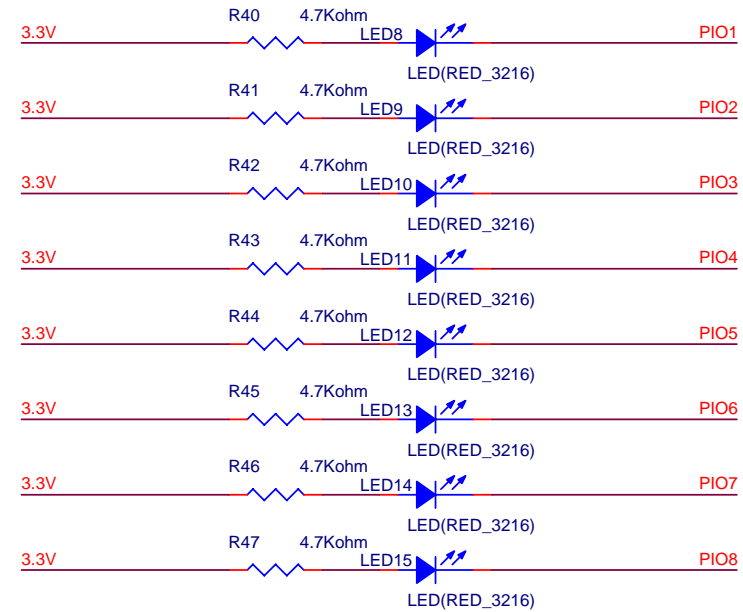 R40 4.7Kohm
3.3V LED8 PIO1
LED(RED_3216)
R41 4.7Kohm
3.3V LED9 PIO2
LED(RED_3216)
R42 4.7Kohm
3.3V LED10 PIO3
LED(RED_3216)
R43 4.7Kohm
3.3V LED11 PIO4
LED(RED_3216)
R44 4.7Kohm
3.3V LED12 PIO5
LED(RED_3216)
R45 4.7Kohm
3.3V LED13 PIO6
LED(RED_3216)
R46 4.7Kohm
3.3V LED14 PIO7
LED(RED_3216)
R47 4.7Kohm
3.3V LED15 PIO8
LED(RED_3216)